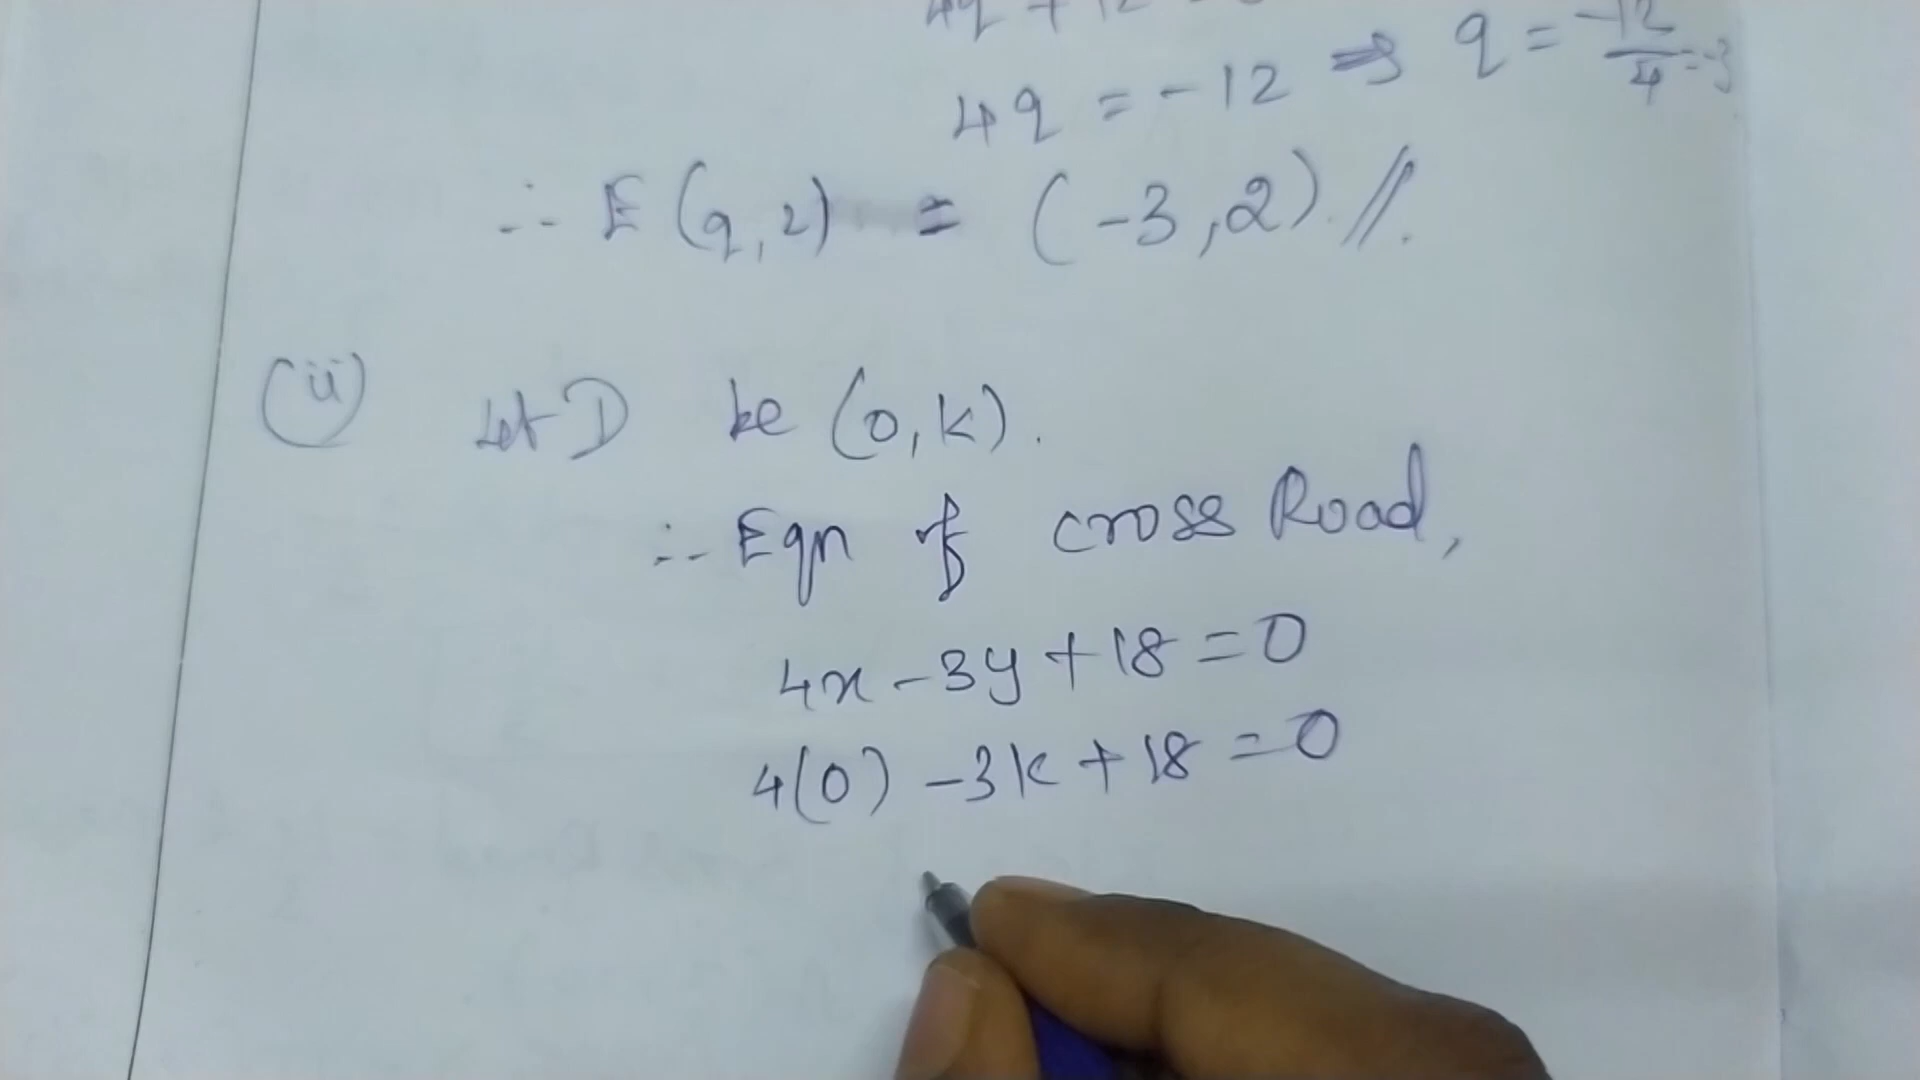 4q = -12 ⇒ q = -12/4 = -3
∴ E (q, 2) = (-3, 2) //.
(ii) Let D be (0, k).
∴ Eqn of cross Road,
4x - 3y + 18 = 0
4(0) - 3k + 18 = 0